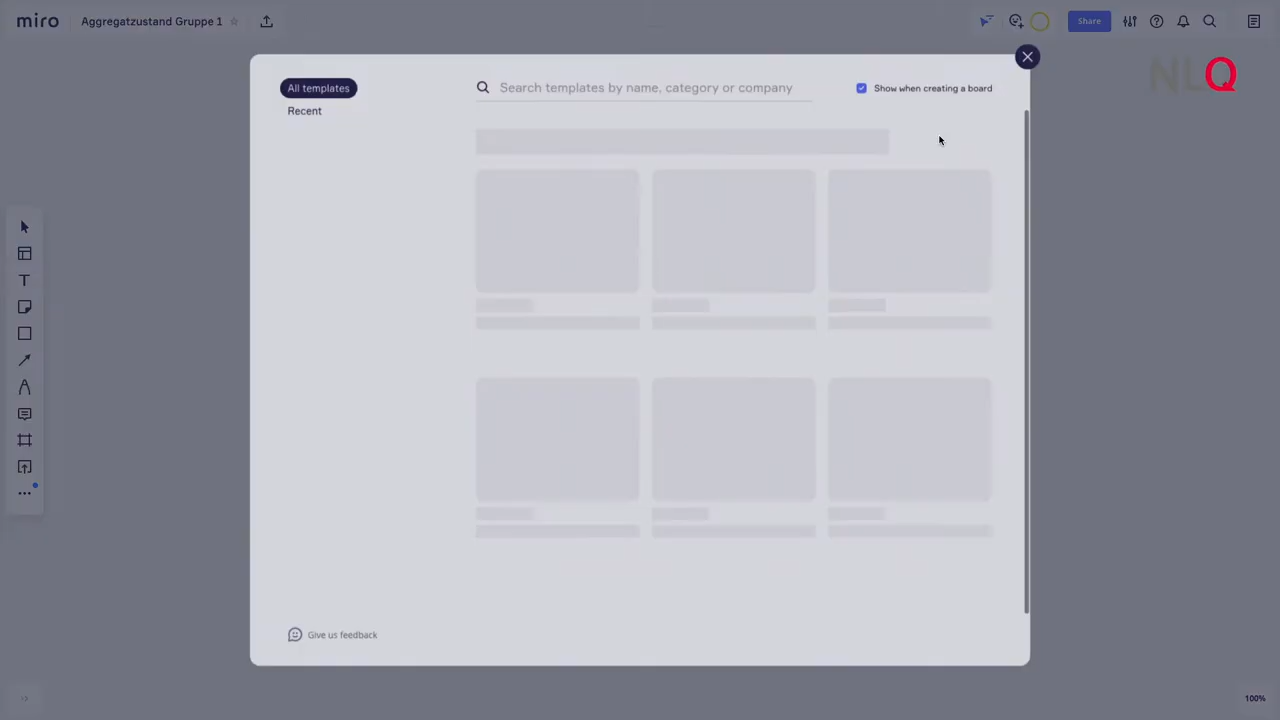 miro
Aggregatzustand Gruppe 1
Share
NLQ
All templates
Recent
Search templates by name, category or company
Show when creating a board
Give us feedback
100%